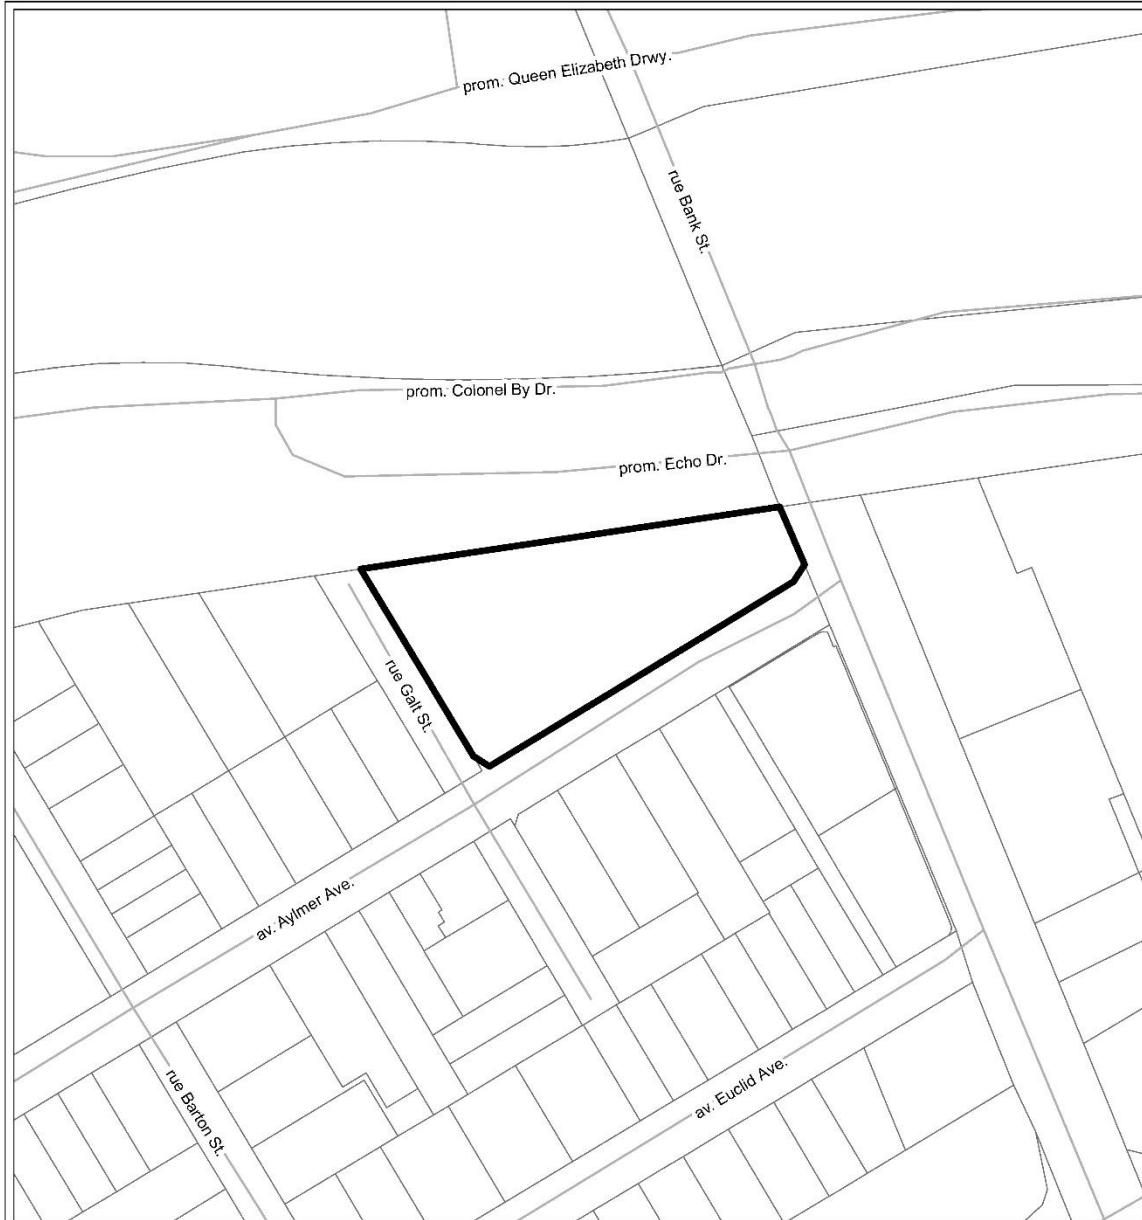 prom. Queen Elizabeth Drwy.
rue Bank St.
prom. Colonel By Dr.
prom. Echo Dr.
rue Galt St.
av. Aylmer Ave.
rue Barton St.
av. Euclid Ave.